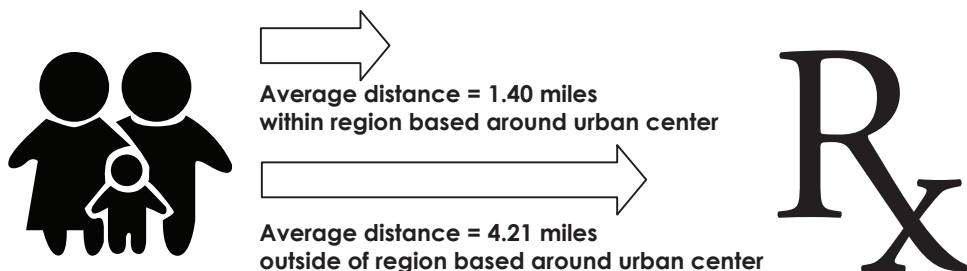 Average distance = 1.40 miles
within region based around urban center
Rx
Average distance = 4.21 miles
outside of region based around urban center